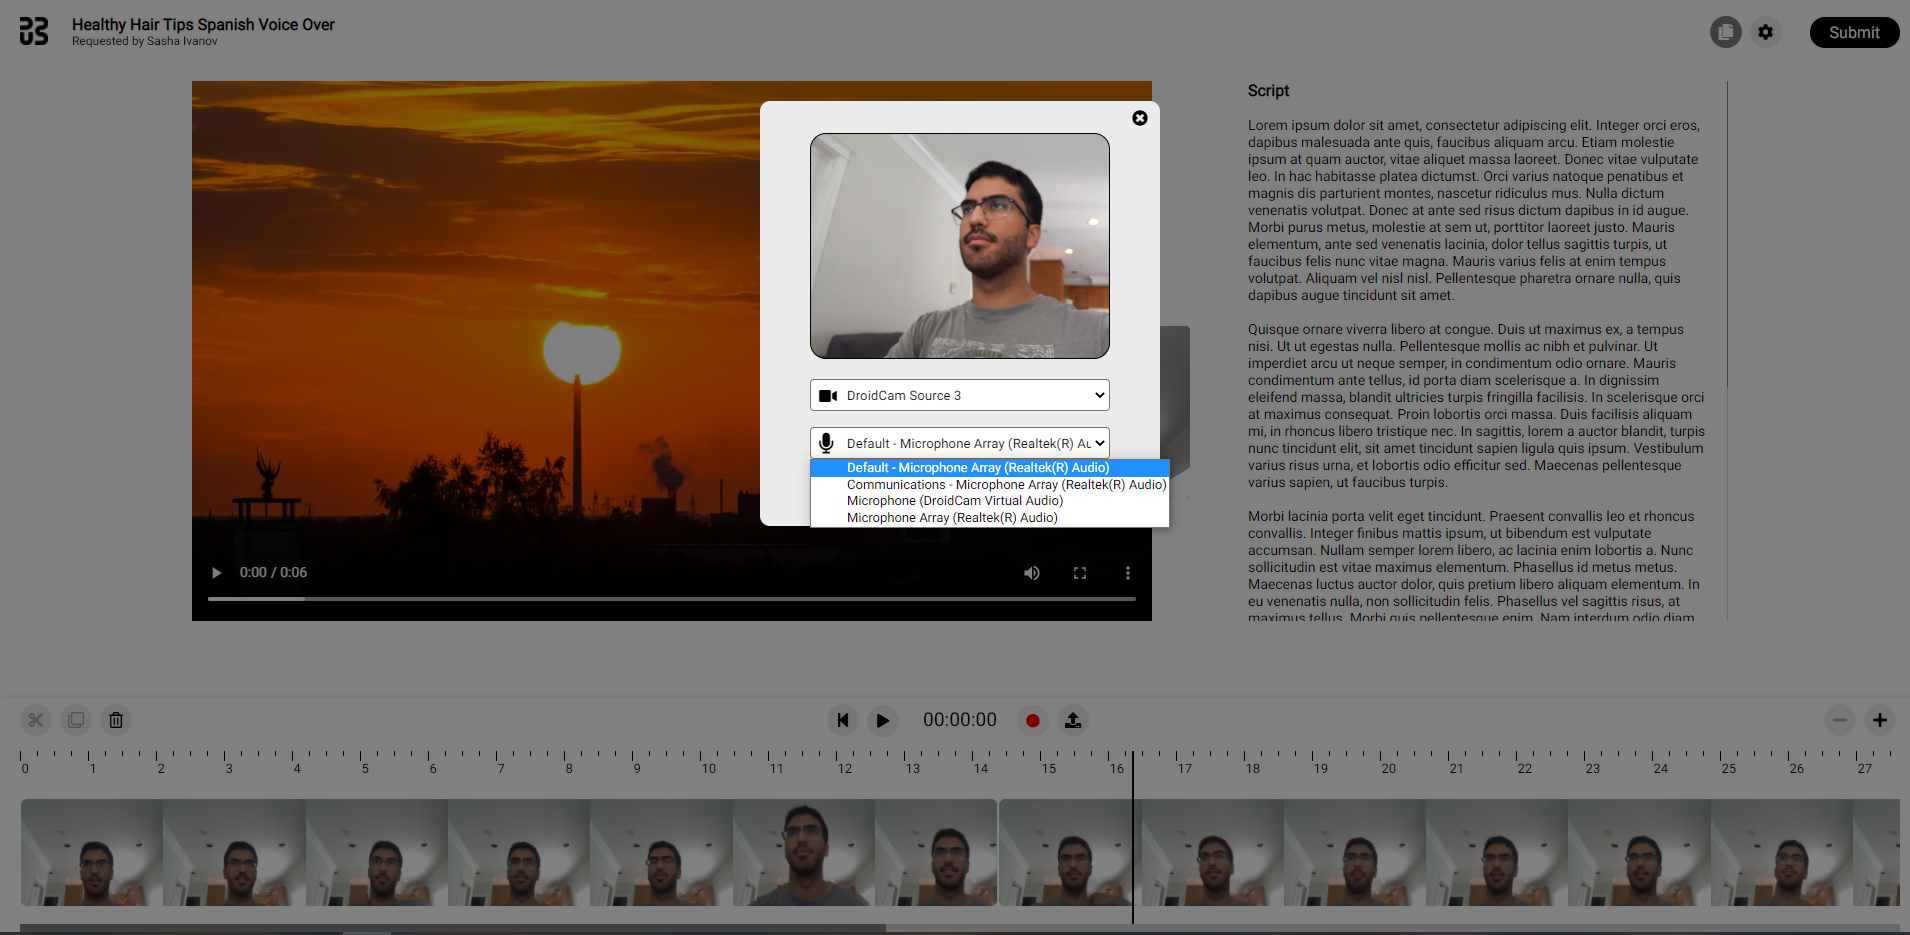 Healthy Hair Tips Spanish Voice Over
Requested by Sasha Ivanov
Submit
DroidCam Source 3
Default - Microphone Array (Realtek(R) Au
Default - Microphone Array (Realtek(R) Audio)
Communications - Microphone Array (Realtek(R) Audio)
Microphone (DroidCam Virtual Audio)
Microphone Array (Realtek(R) Audio)
0:00 / 0:06
Script
Lorem ipsum dolor sit amet, consectetur adipiscing elit. Integer orci eros,
dapibus malesuada ante quis, faucibus aliquam arcu. Etiam molestie
ipsum at quam auctor, vitae aliquet massa laoreet. Donec vitae vulputate
leo. In hac habitasse platea dictumst. Orci varius natoque penatibus et
magnis dis parturient montes, nascetur ridiculus mus. Nulla dictum
venenatis volutpat. Donec at ante sed risus dictum dapibus in id augue.
Morbi purus metus, molestie at sem ut, porttitor laoreet justo. Mauris
elementum, ante sed venenatis lacinia, dolor tellus sagittis turpis, ut
faucibus felis nunc vitae magna. Mauris varius felis at enim tempus
volutpat. Aliquam vel nisl nisl. Pellentesque pharetra ornare nulla, quis
dapibus augue tincidunt sit amet.
Quisque ornare viverra libero at congue. Duis ut maximus ex, a tempus
nisi. Ut ut egestas nulla. Pellentesque mollis ac nibh et pulvinar. Ut
imperdiet arcu ut neque semper, in condimentum odio ornare. Mauris
condimentum ante tellus, id porta diam scelerisque a. In dignissim
eleifend massa, blandit ultricies turpis fringilla facilisis. In scelerisque orci
at maximus consequat. Proin lobortis orci massa. Duis facilisis aliquam
mi, in rhoncus libero tristique nec. In sagittis, lorem a auctor blandit, turpis
nunc tincidunt elit, sit amet tincidunt sapien ligula quis ipsum. Vestibulum
varius risus urna, et lobortis odio efficitur sed. Maecenas pellentesque
varius sapien, ut faucibus turpis.
Morbi lacinia porta velit eget tincidunt. Praesent convallis leo et rhoncus
convallis. Integer finibus mattis ipsum, ut bibendum est vulputate
accumsan. Nullam semper lorem libero, ac lacinia enim lobortis a. Nunc
sollicitudin est vitae maximus elementum. Phasellus id metus metus.
Maecenas luctus auctor dolor, quis pretium libero aliquam elementum. In
eu venenatis nulla, non sollicitudin felis. Phasellus vel sagittis risus, at
maximus tellus. Morbi quis pellentesque enim. Nam interdum odio diam
00:00:00
0 1 2 3 4 5 6 7 8 9 10 11 12 13 14 15 16 17 18 19 20 21 22 23 24 25 26 27